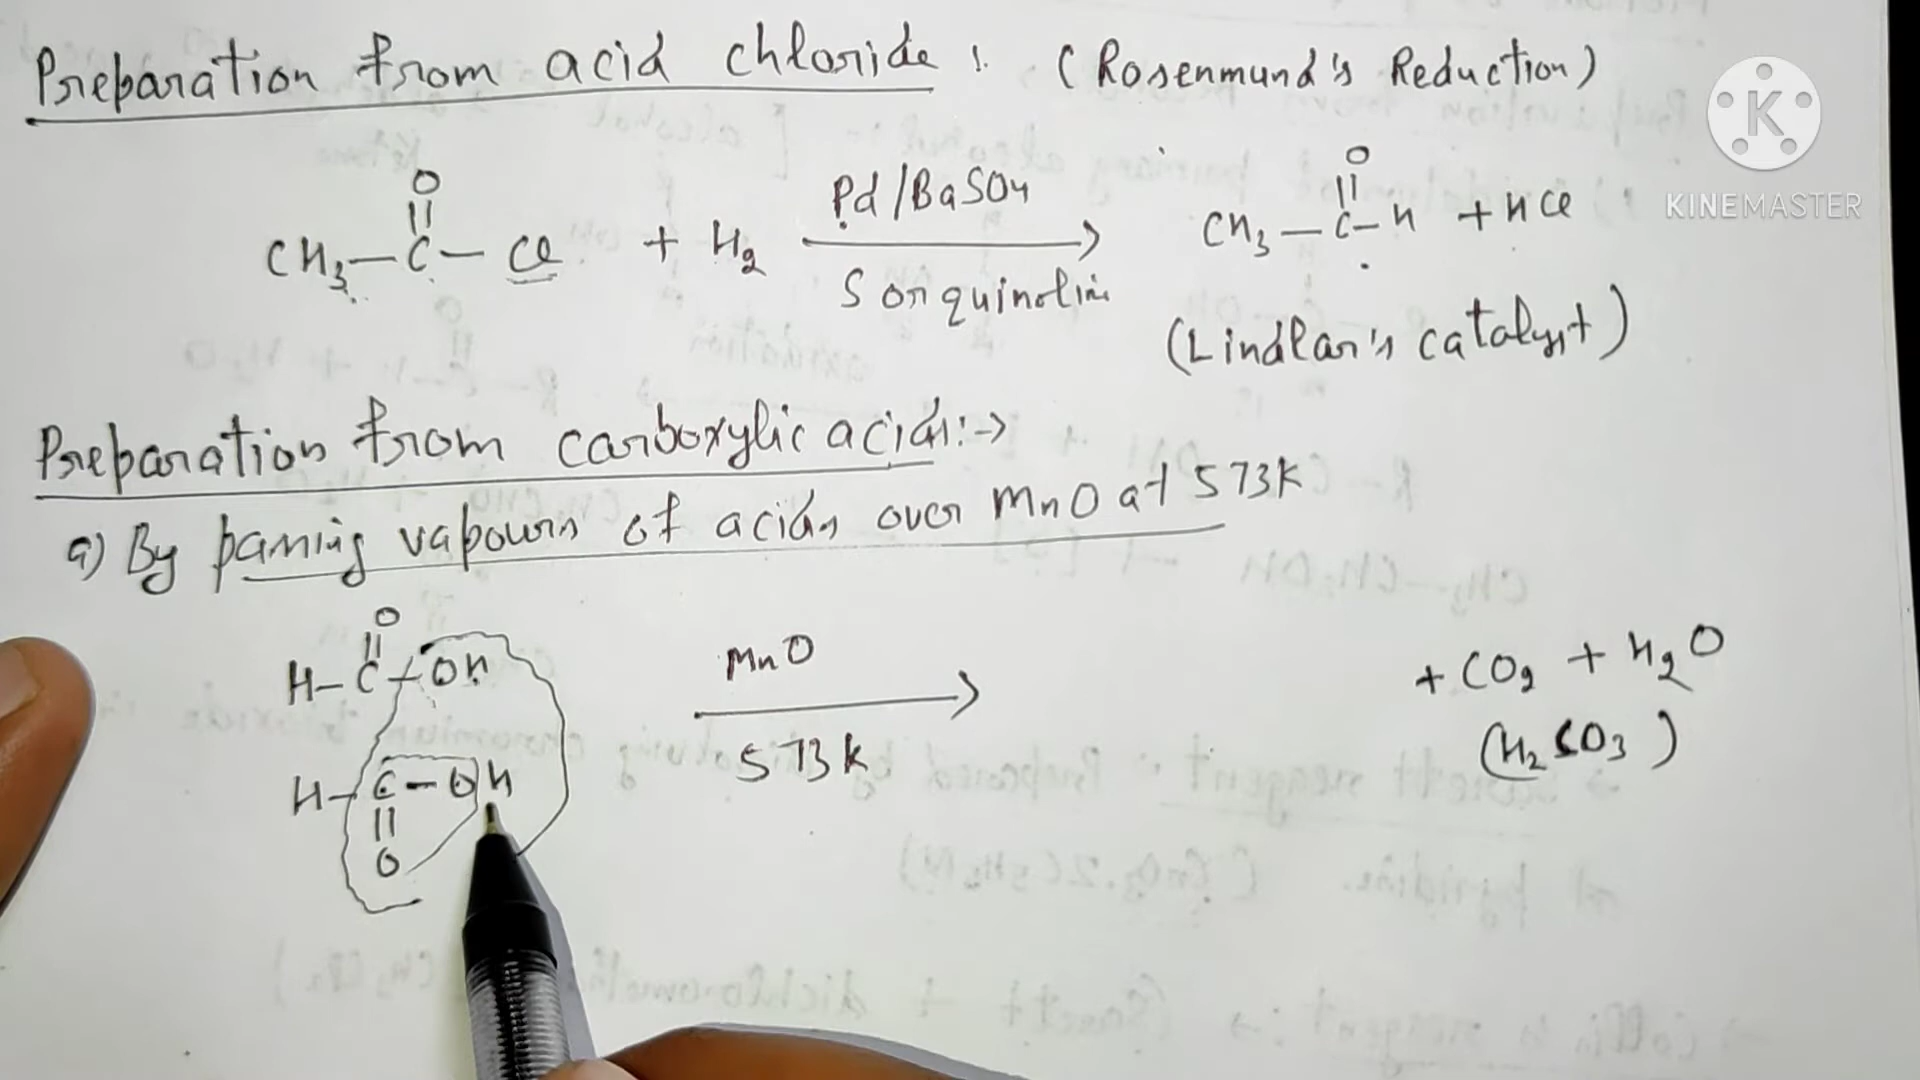 Preparation from acid chloride : (Rosenmund's Reduction)
K
KINEMASTER
O
||
CH3 — C — Cl + H2
Pd/BaSO4
S or quinoline
O
||
CH3 — C — H + HCl
(Lindlar's catalyst)
Preparation from carboxylic acids:→
a) By passing vapours of acids over MnO at 573K
O
||
H — C — OH
MnO
573K
+ CO2 + H2O
(H2CO3)
H — C — OH
||
O